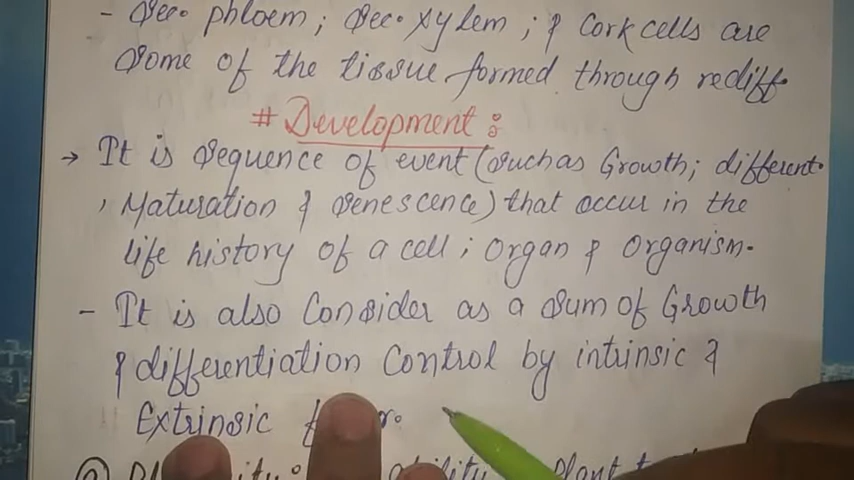 - Sec. phloem; Sec. xylem; & Cork cells are
Some of the tissue formed through rediff.
# Development :
→ It is sequence of event (such as Growth; different.
, Maturation & senescence) that occur in the
life history of a cell; organ & organism.
- It is also Consider as a sum of Growth
& differentiation Control by intrinsic &
Extrinsic